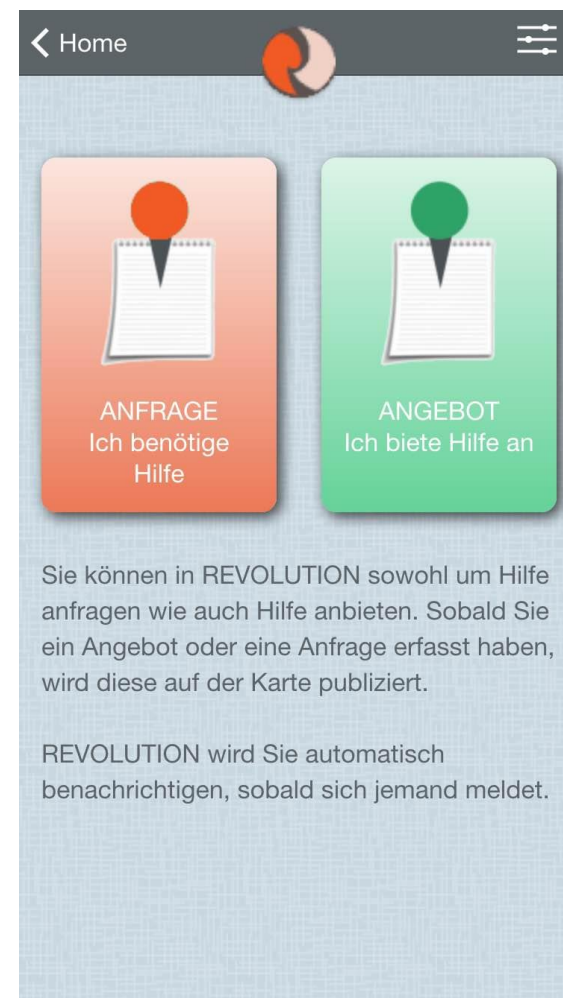 Home
ANFRAGE
Ich benötige
Hilfe
ANGEBOT
Ich biete Hilfe an
Sie können in REVOLUTION sowohl um Hilfe
anfragen wie auch Hilfe anbieten. Sobald Sie
ein Angebot oder eine Anfrage erfasst haben,
wird diese auf der Karte publiziert.
REVOLUTION wird Sie automatisch
benachrichtigen, sobald sich jemand meldet.